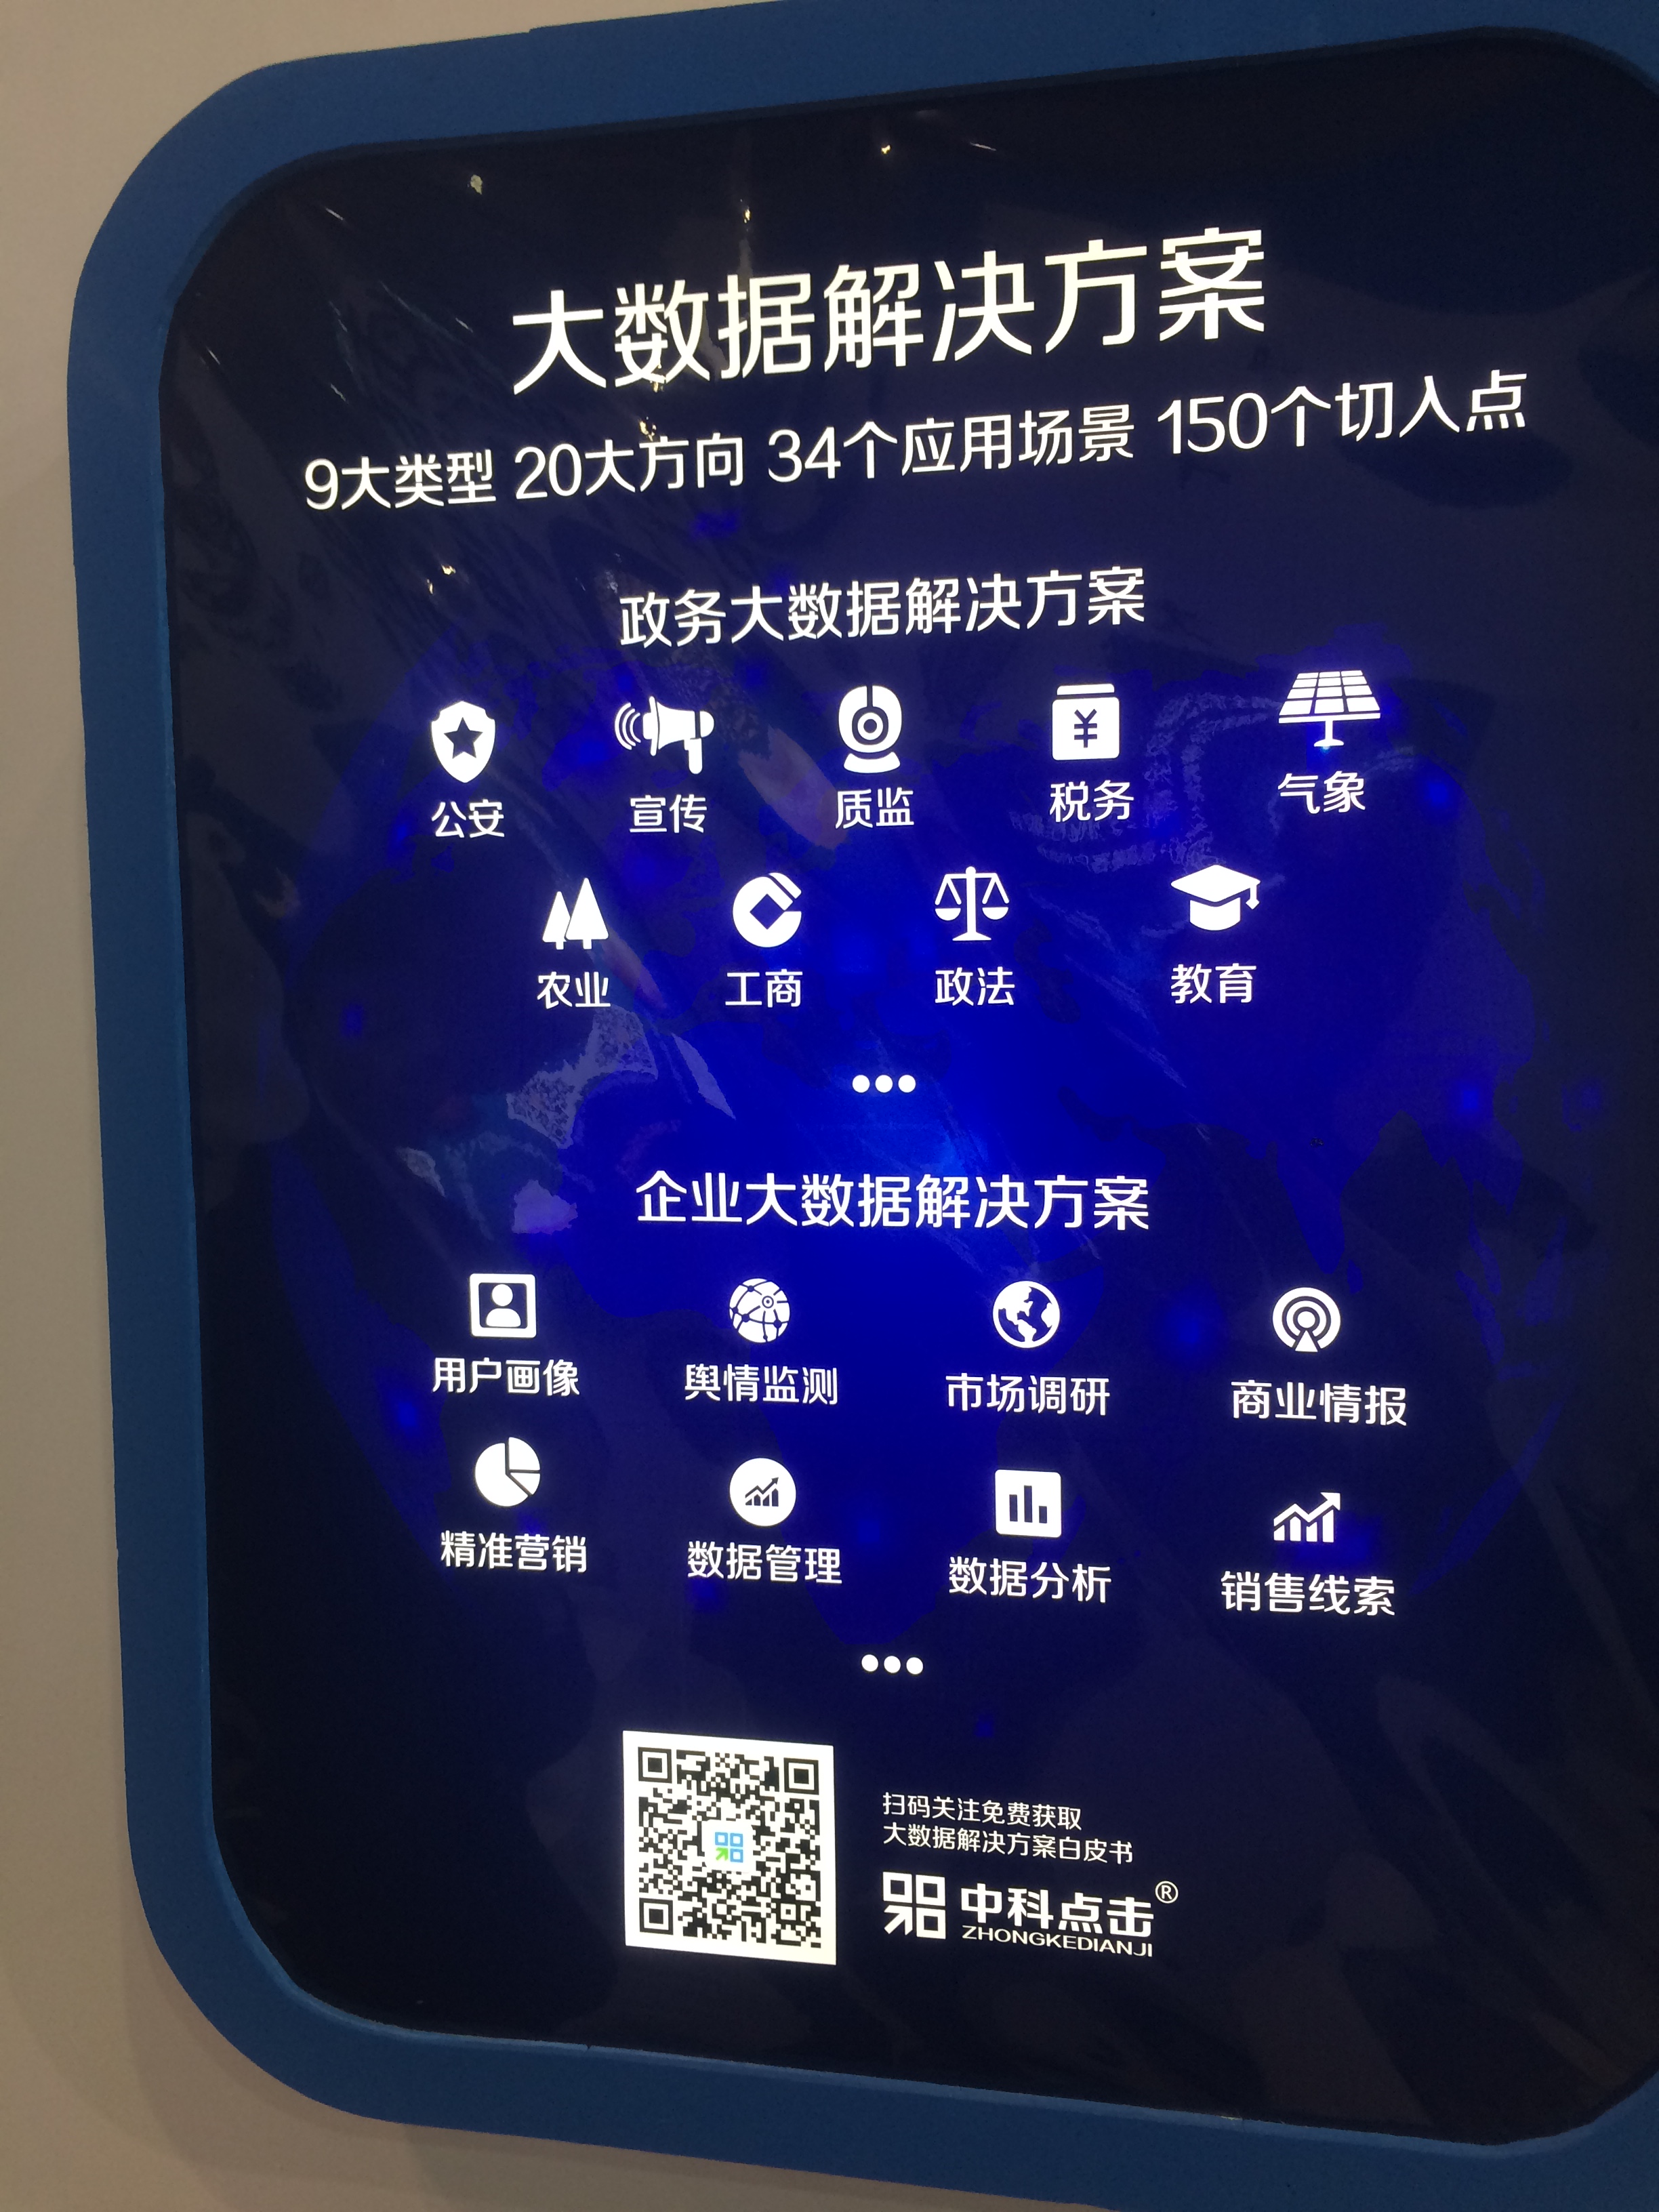 大数据解决方案
9大类型 20大方向 34个应用场景 150个切入点
政务大数据解决方案
公安 宣传 质监 税务 气象
农业 工商 政法 教育
•••
企业大数据解决方案
用户画像 舆情监测 市场调研 商业情报
精准营销 数据管理 数据分析 销售线索
•••
扫码关注免费获取
大数据解决方案白皮书
中科点击®
ZHONGKEDIANJI